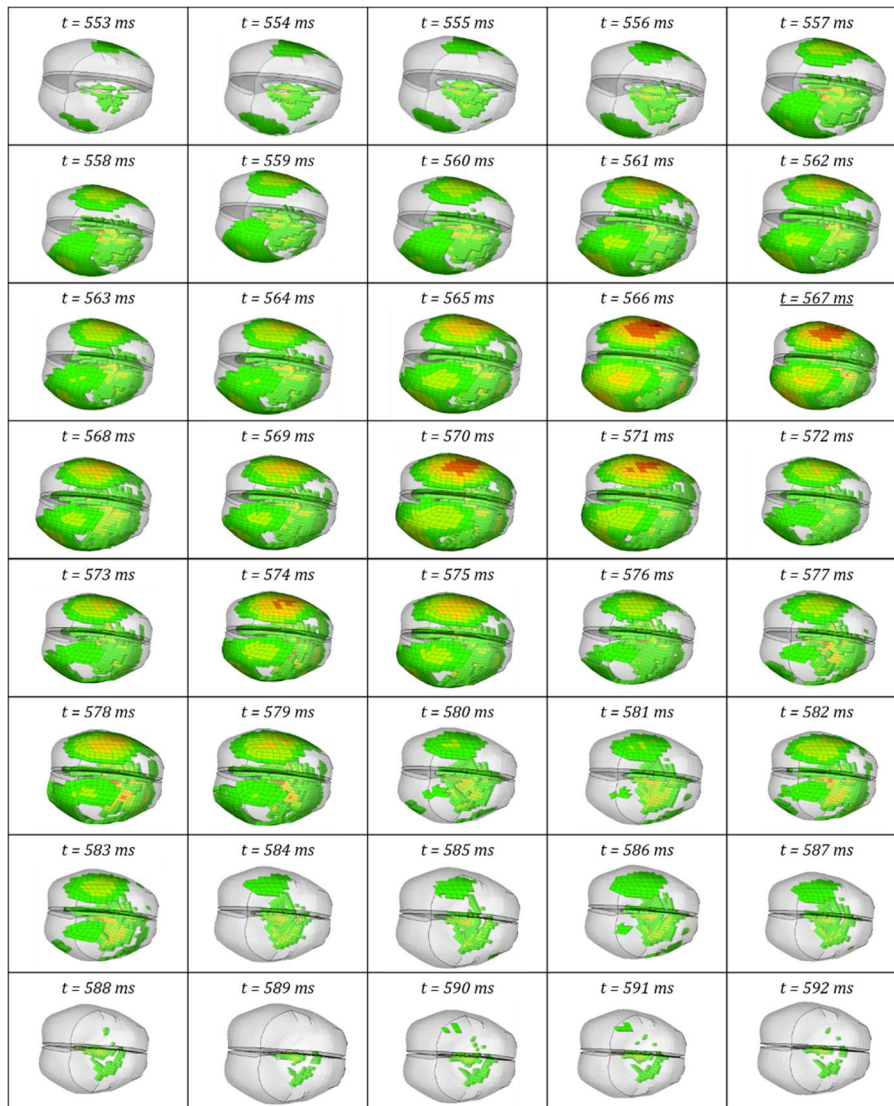 t = 553 ms
t = 554 ms
t = 555 ms
t = 556 ms
t = 557 ms
t = 558 ms
t = 559 ms
t = 560 ms
t = 561 ms
t = 562 ms
t = 563 ms
t = 564 ms
t = 565 ms
t = 566 ms
t = 567 ms
t = 568 ms
t = 569 ms
t = 570 ms
t = 571 ms
t = 572 ms
t = 573 ms
t = 574 ms
t = 575 ms
t = 576 ms
t = 577 ms
t = 578 ms
t = 579 ms
t = 580 ms
t = 581 ms
t = 582 ms
t = 583 ms
t = 584 ms
t = 585 ms
t = 586 ms
t = 587 ms
t = 588 ms
t = 589 ms
t = 590 ms
t = 591 ms
t = 592 ms